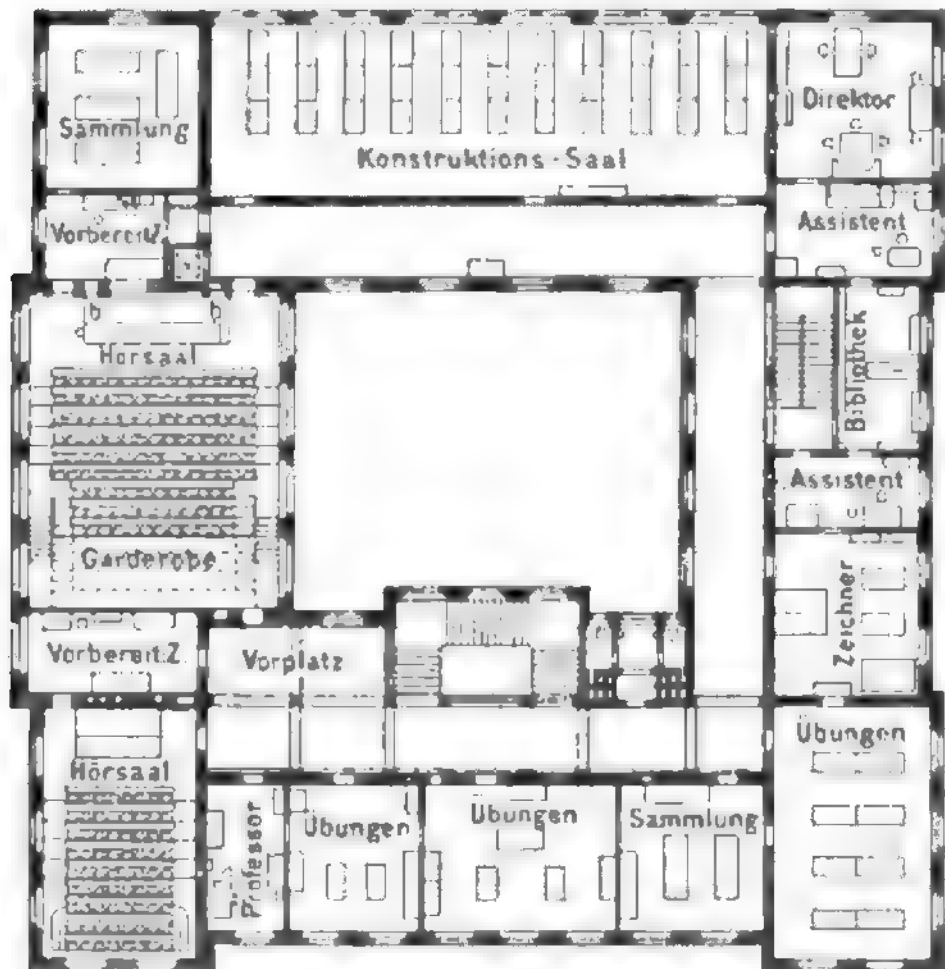 Sammlung
Konstruktions-Saal
Direktor
Vorbereit.Z.
Assistent
b b
a
Hörsaal
Bibliothek
Assistent
Garderobe
Zeichner
Vorbereit.Z.
Vorplatz
Hörsaal
Übungen
Professor
Übungen
Übungen
Sammlung